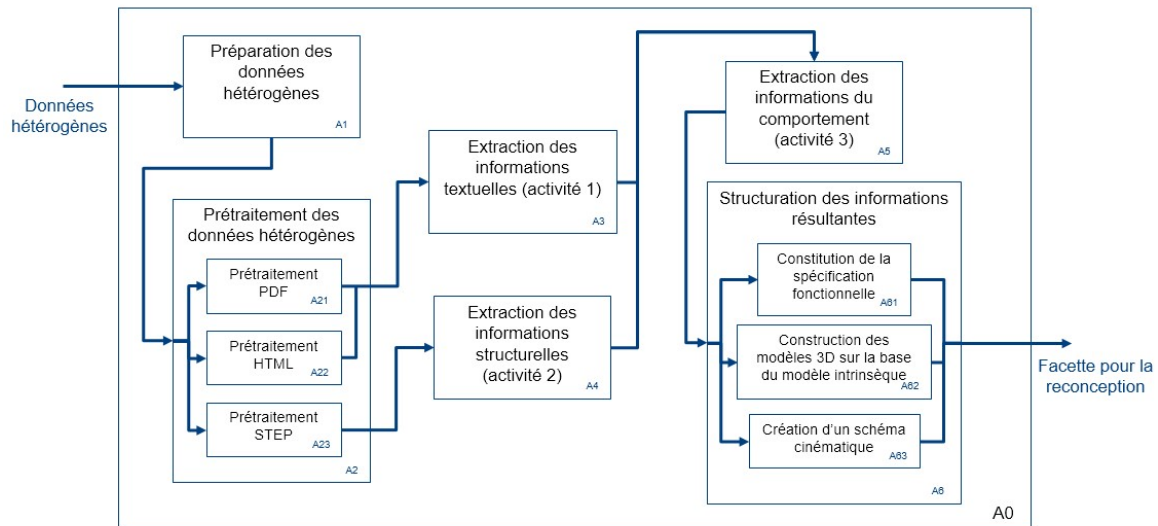 Données
hétérogènes
Préparation des
données
hétérogènes
A1
Prétraitement des
données hétérogènes
Prétraitement
PDF
A21
Prétraitement
HTML
A22
Prétraitement
STEP
A23
A2
Extraction des
informations
textuelles (activité 1)
A3
Extraction des
informations
structurelles
(activité 2)
A4
Extraction des
informations du
comportement
(activité 3)
A5
Structuration des informations
résultantes
Constitution de la
spécification
fonctionnelle
A61
Construction des
modèles 3D sur la base
du modèle intrinsèque
A62
Création d’un schéma
cinématique
A63
A6
Facette pour la
reconception
A0